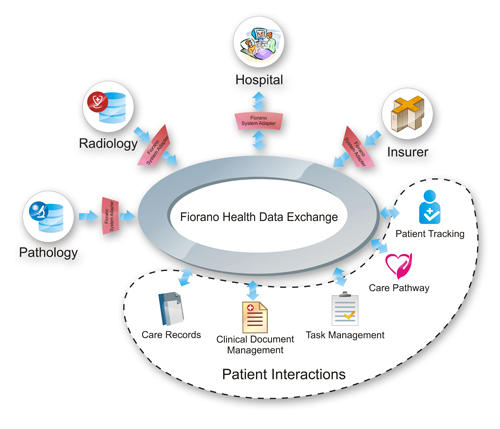 Hospital
Fiorano
System Adapter
Radiology
Fiorano
System Adapter
Fiorano
System Adapter
Insurer
Pathology
Fiorano
System Adapter
Fiorano Health Data Exchange
Patient Tracking
Care Pathway
Care Records
Clinical Document
Management
Task Management
Patient Interactions